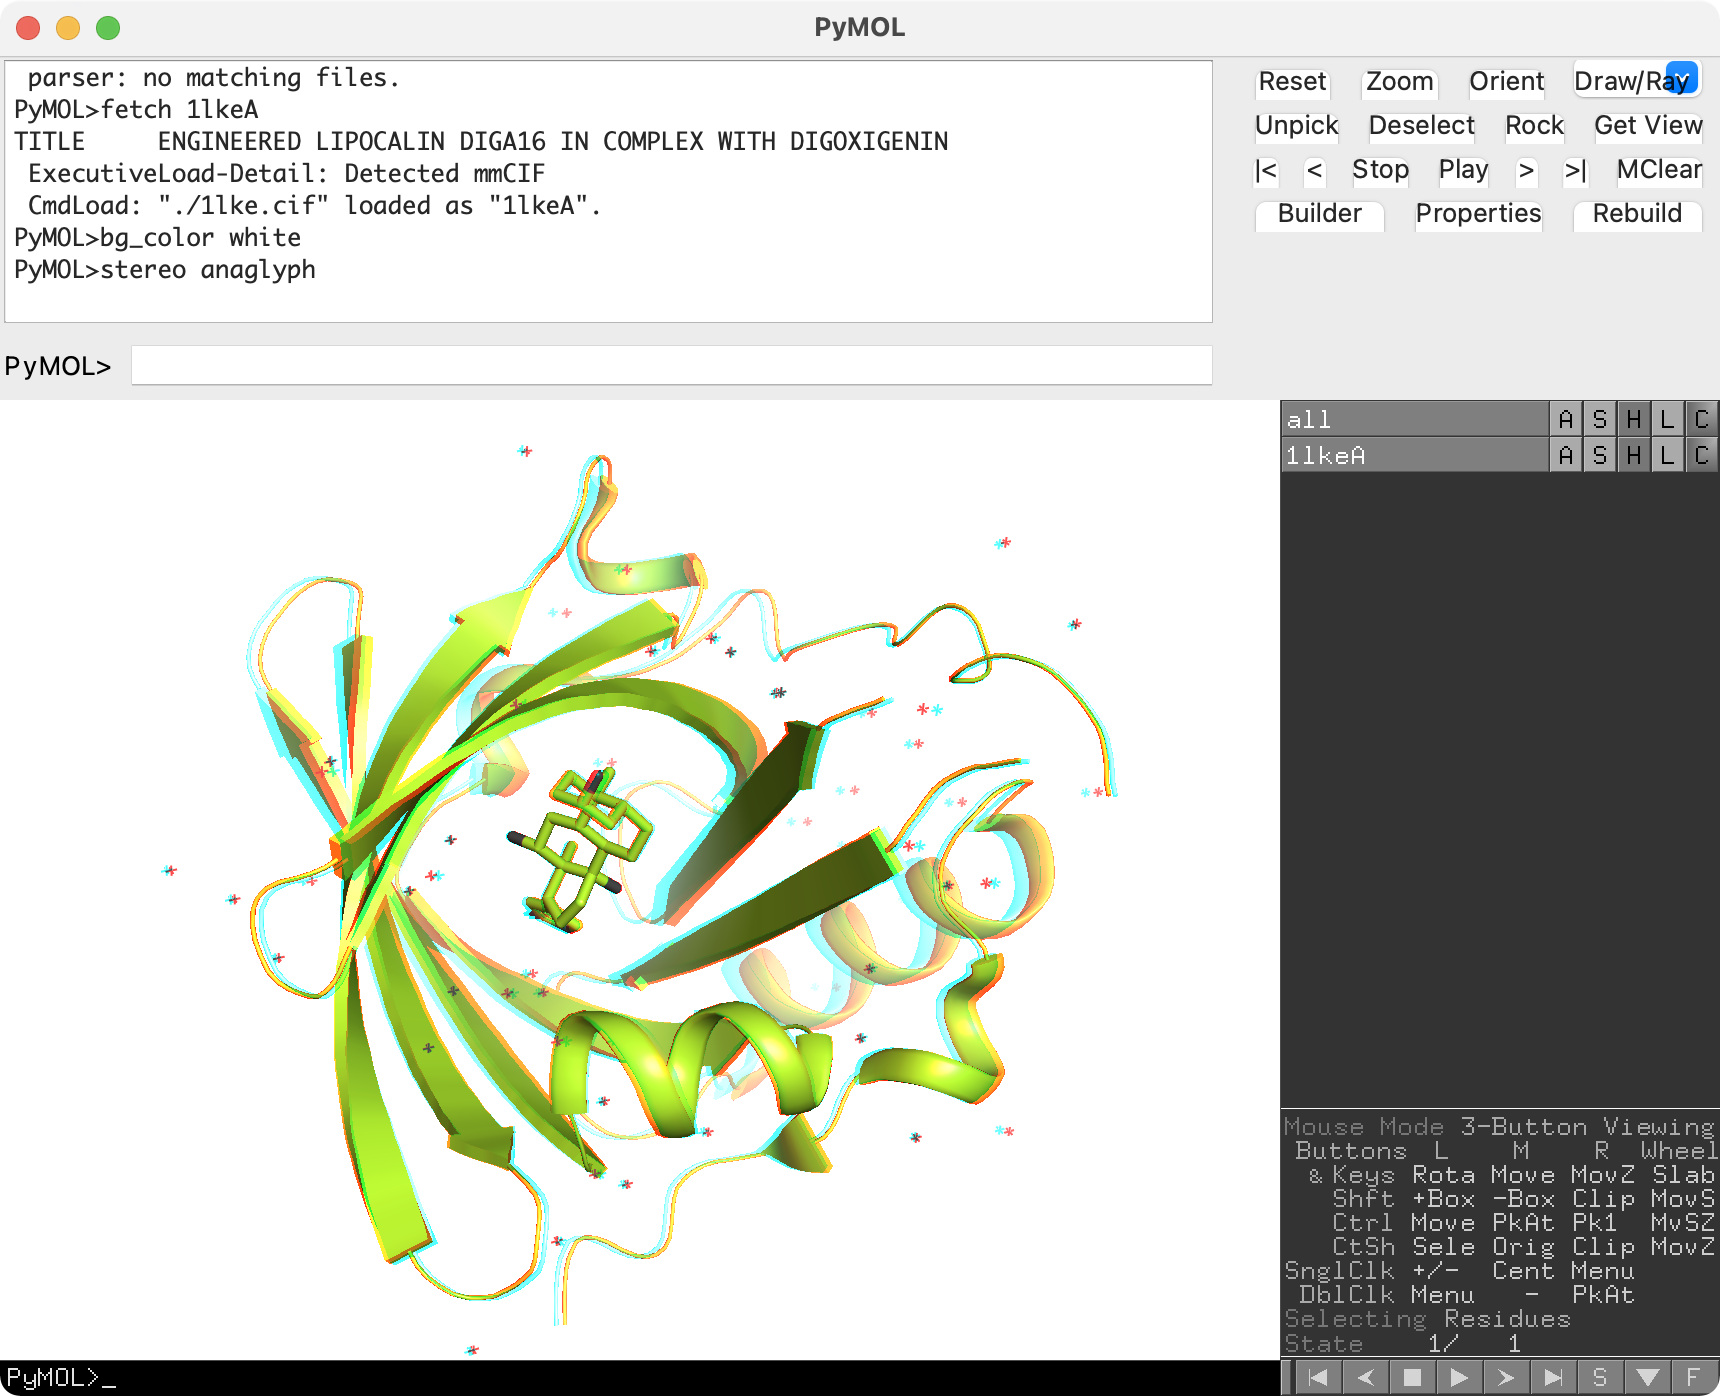 PyMOL
parser: no matching files.
PyMOL>fetch 1lkeA
TITLE     ENGINEERED LIPOCALIN DIGA16 IN COMPLEX WITH DIGOXIGENIN
ExecutiveLoad-Detail: Detected mmCIF
CmdLoad: "./1lke.cif" loaded as "1lkeA".
PyMOL>bg_color white
PyMOL>stereo anaglyph
PyMOL>
Reset Zoom Orient Draw/Ray
Unpick Deselect Rock Get View
|< < Stop Play > >| MClear
Builder Properties Rebuild
all A S H L C
1lkeA A S H L C
Mouse Mode 3-Button Viewing
Buttons L M R Wheel
& Keys Rota Move MovZ Slab
Shft +Box -Box Clip MovS
Ctrl Move PkAt Pk1 MvSZ
CtSh Sele Orig Clip MovZ
SnglClk +/- Cent Menu
DblClk Menu - PkAt
Selecting Residues
State 1/ 1
PyMOL>_
S F